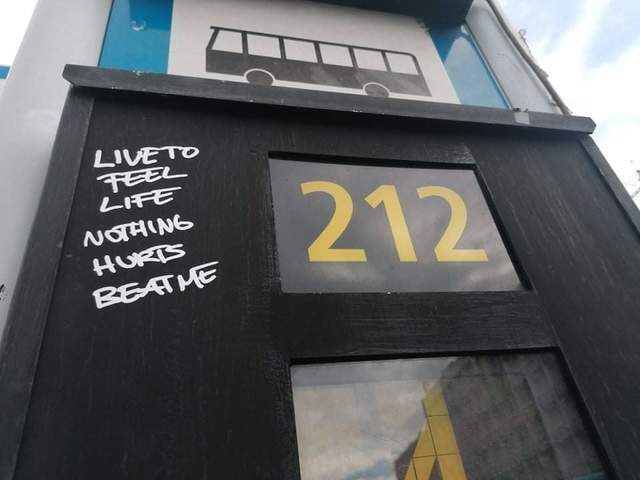 LIVE TO
FEEL
LIFE
NOTHING
HURTS
BEAT ME
212